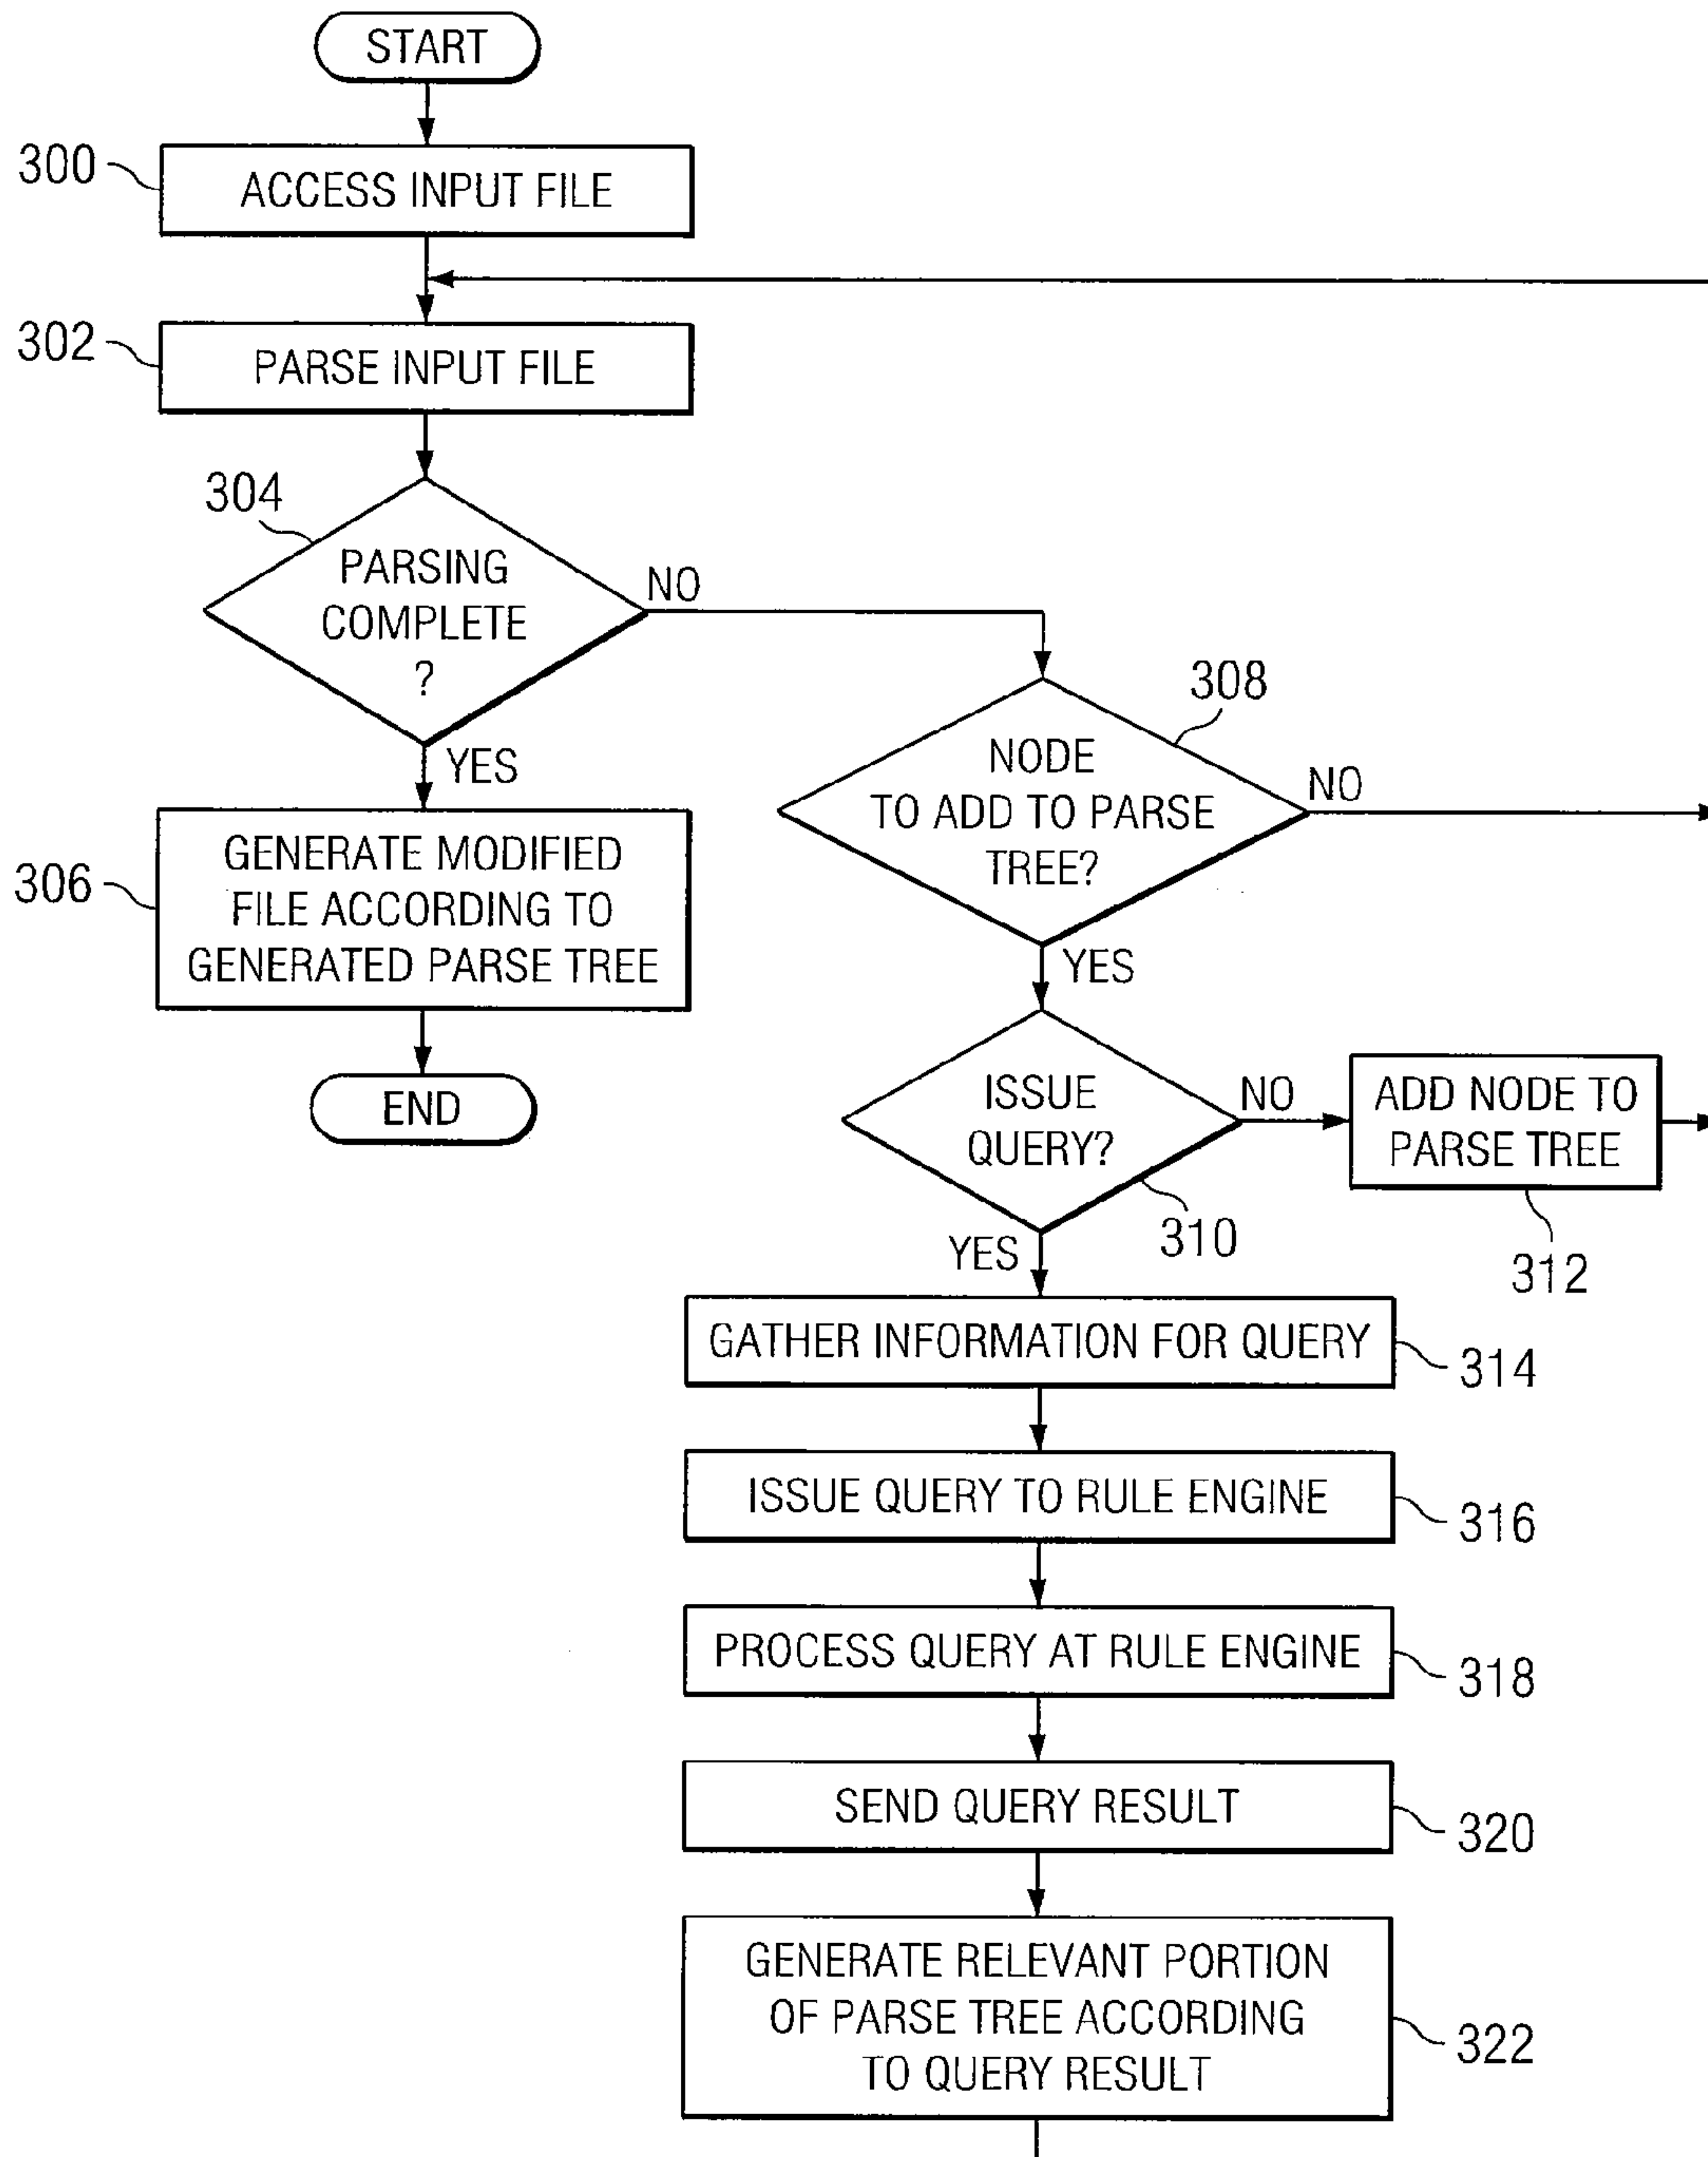 START
300
ACCESS INPUT FILE
302
PARSE INPUT FILE
304
PARSING
COMPLETE
?
NO
YES
306
GENERATE MODIFIED
FILE ACCORDING TO
GENERATED PARSE TREE
END
308
NODE
TO ADD TO PARSE
TREE?
NO
YES
ISSUE
QUERY?
NO
310
YES
ADD NODE TO
PARSE TREE
312
GATHER INFORMATION FOR QUERY
314
ISSUE QUERY TO RULE ENGINE
316
PROCESS QUERY AT RULE ENGINE
318
SEND QUERY RESULT
320
GENERATE RELEVANT PORTION
OF PARSE TREE ACCORDING
TO QUERY RESULT
322